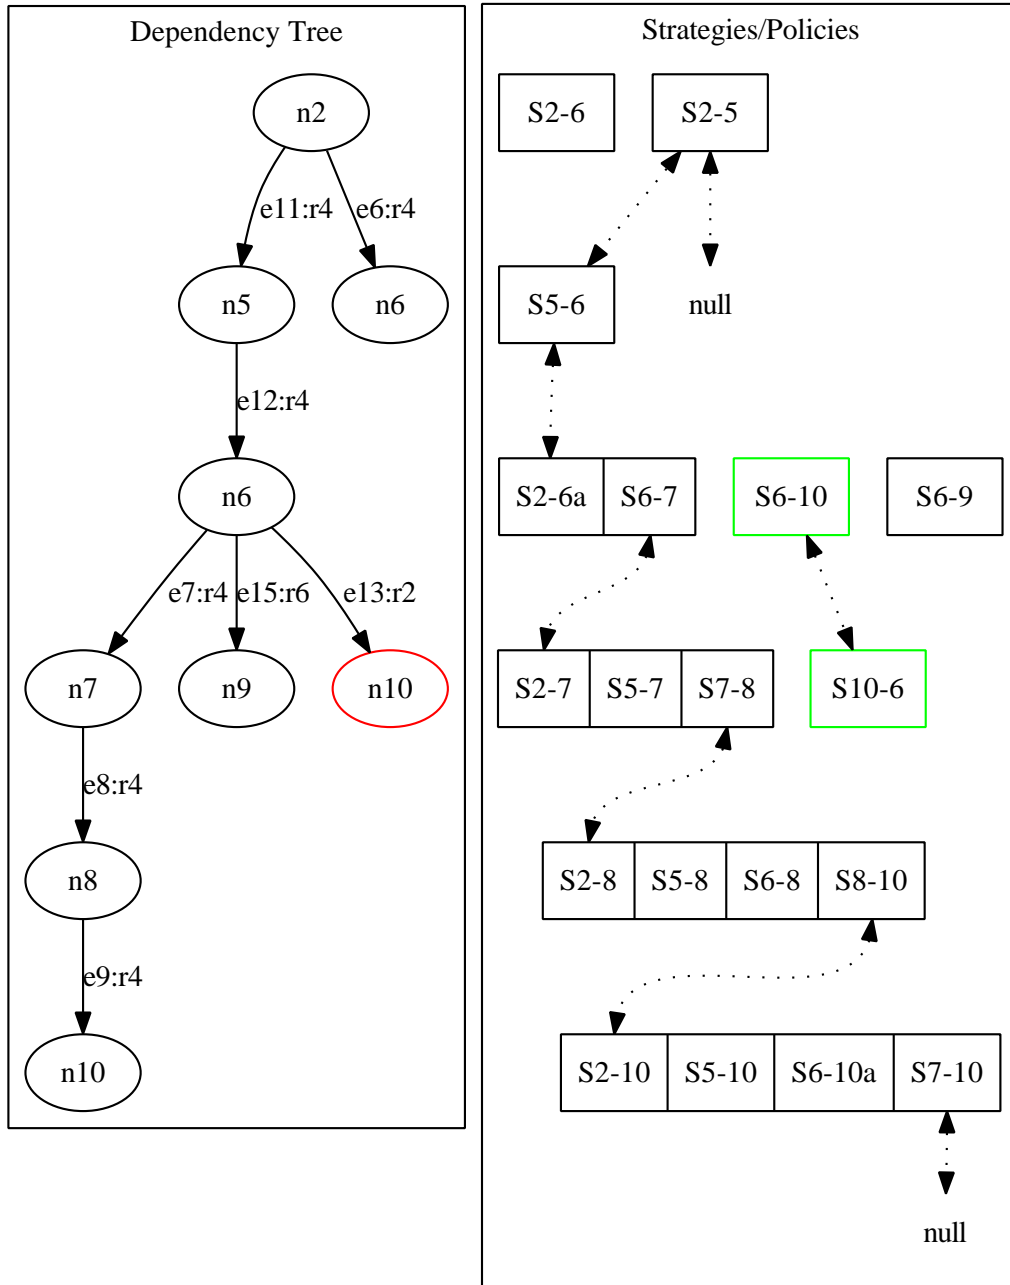 Dependency Tree
n2
e11:r4 e6:r4
n5 n6
e12:r4
n6
e7:r4 e15:r6 e13:r2
n7 n9 n10
e8:r4
n8
e9:r4
n10
Strategies/Policies
S2-6 S2-5
S5-6 null
S2-6a S6-7 S6-10 S6-9
S2-7 S5-7 S7-8 S10-6
S2-8 S5-8 S6-8 S8-10
S2-10 S5-10 S6-10a S7-10
null